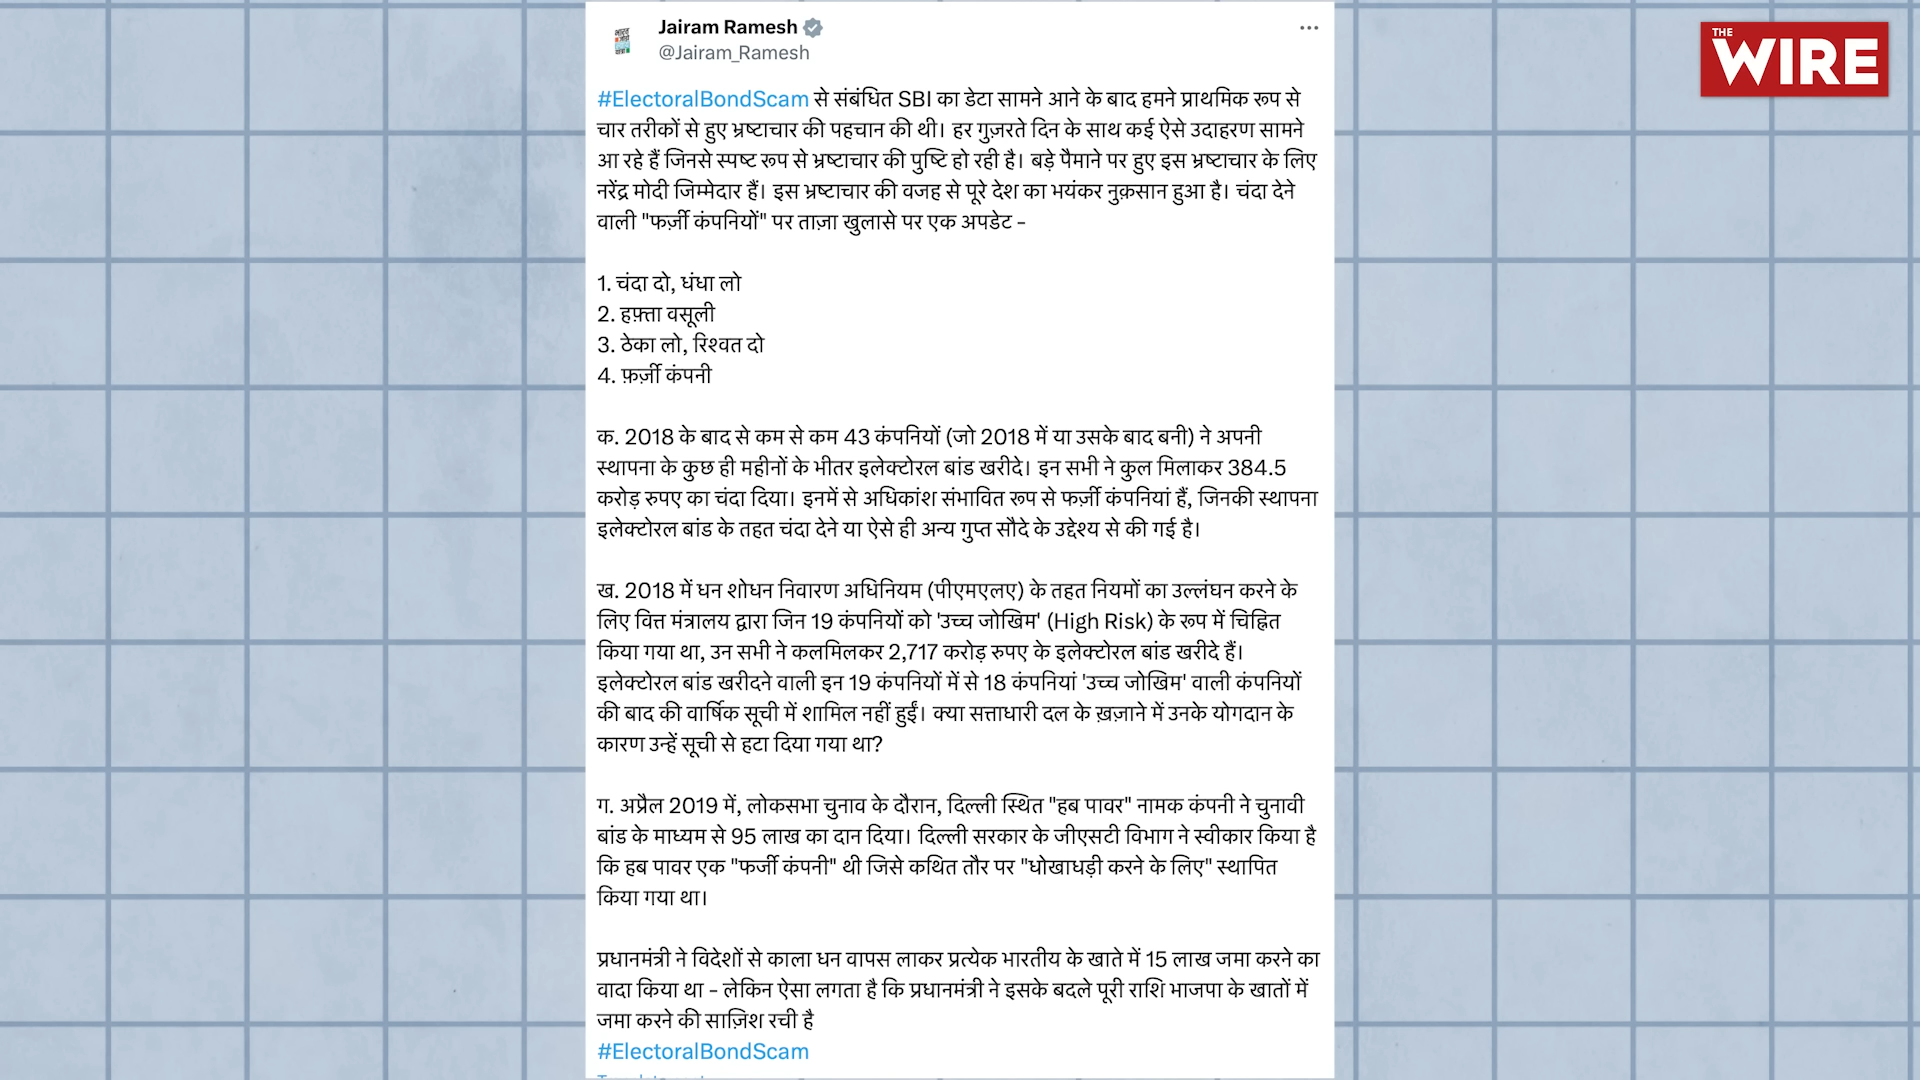 Jairam Ramesh
@Jairam_Ramesh
THE
WIRE
#ElectoralBondScam से संबंधित SBI का डेटा सामने आने के बाद हमने प्राथमिक रूप से
चार तरीकों से हुए भ्रष्टाचार की पहचान की थी। हर गुज़रते दिन के साथ कई ऐसे उदाहरण सामने
आ रहे हैं जिनसे स्पष्ट रूप से भ्रष्टाचार की पुष्टि हो रही है। बड़े पैमाने पर हुए इस भ्रष्टाचार के लिए
नरेंद्र मोदी जिम्मेदार हैं। इस भ्रष्टाचार की वजह से पूरे देश का भयंकर नुक़सान हुआ है। चंदा देने
वाली "फर्ज़ी कंपनियों" पर ताज़ा खुलासे पर एक अपडेट -
1. चंदा दो, धंधा लो
2. हफ़्ता वसूली
3. ठेका लो, रिश्वत दो
4. फ़र्ज़ी कंपनी
क. 2018 के बाद से कम से कम 43 कंपनियों (जो 2018 में या उसके बाद बनी) ने अपनी
स्थापना के कुछ ही महीनों के भीतर इलेक्टोरल बांड खरीदे। इन सभी ने कुल मिलाकर 384.5
करोड़ रुपए का चंदा दिया। इनमें से अधिकांश संभावित रूप से फर्ज़ी कंपनियां हैं, जिनकी स्थापना
इलेक्टोरल बांड के तहत चंदा देने या ऐसे ही अन्य गुप्त सौदे के उद्देश्य से की गई है।
ख. 2018 में धन शोधन निवारण अधिनियम (पीएमएलए) के तहत नियमों का उल्लंघन करने के
लिए वित्त मंत्रालय द्वारा जिन 19 कंपनियों को 'उच्च जोखिम' (High Risk) के रूप में चिह्नित
किया गया था, उन सभी ने कलमिलकर 2,717 करोड़ रुपए के इलेक्टोरल बांड खरीदे हैं।
इलेक्टोरल बांड खरीदने वाली इन 19 कंपनियों में से 18 कंपनियां 'उच्च जोखिम' वाली कंपनियों
की बाद की वार्षिक सूची में शामिल नहीं हुईं। क्या सत्ताधारी दल के ख़ज़ाने में उनके योगदान के
कारण उन्हें सूची से हटा दिया गया था?
ग. अप्रैल 2019 में, लोकसभा चुनाव के दौरान, दिल्ली स्थित "हब पावर" नामक कंपनी ने चुनावी
बांड के माध्यम से 95 लाख का दान दिया। दिल्ली सरकार के जीएसटी विभाग ने स्वीकार किया है
कि हब पावर एक "फर्जी कंपनी" थी जिसे कथित तौर पर "धोखाधड़ी करने के लिए" स्थापित
किया गया था।
प्रधानमंत्री ने विदेशों से काला धन वापस लाकर प्रत्येक भारतीय के खाते में 15 लाख जमा करने का
वादा किया था - लेकिन ऐसा लगता है कि प्रधानमंत्री ने इसके बदले पूरी राशि भाजपा के खातों में
जमा करने की साज़िश रची है
#ElectoralBondScam